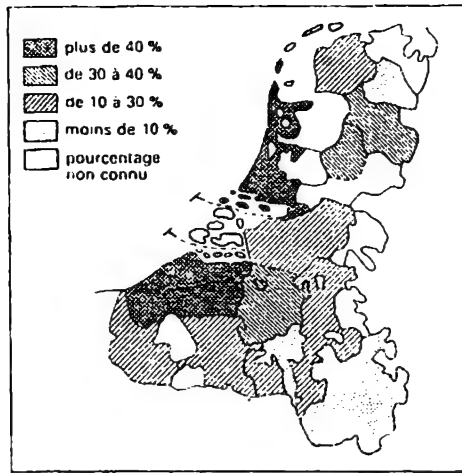 plus de 40 %
de 30 à 40 %
de 10 à 30 %
moins de 10 %
pourcentage
non connu